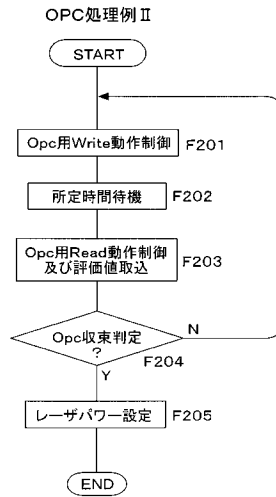 OPC処理例Ⅱ
START
Opc用Write動作制御 F201
所定時間待機 F202
Opc用Read動作制御
及び評価値取込 F203
Opc収束判定 N
?
F204
Y
レーザパワー設定 F205
END